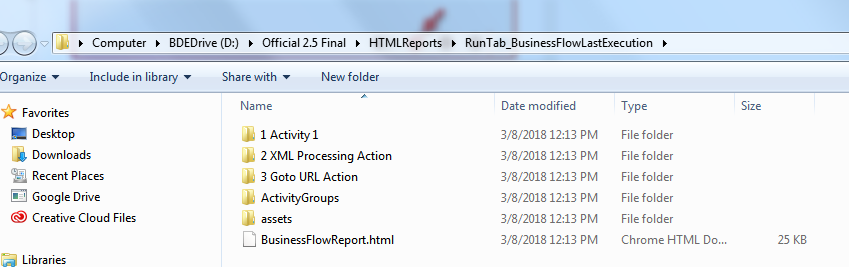 Computer ▸ BDEDrive (D:) ▸ Official 2.5 Final ▸ HTMLReports ▸ RunTab_BusinessFlowLastExecution ▸
Organize Include in library Share with New folder
Name Date modified Type Size
Favorites
Desktop
Downloads
Recent Places
Google Drive
Creative Cloud Files
Libraries
1 Activity 1 3/8/2018 12:13 PM File folder
2 XML Processing Action 3/8/2018 12:13 PM File folder
3 Goto URL Action 3/8/2018 12:13 PM File folder
ActivityGroups 3/8/2018 12:13 PM File folder
assets 3/8/2018 12:13 PM File folder
BusinessFlowReport.html 3/8/2018 12:13 PM Chrome HTML Do... 25 KB